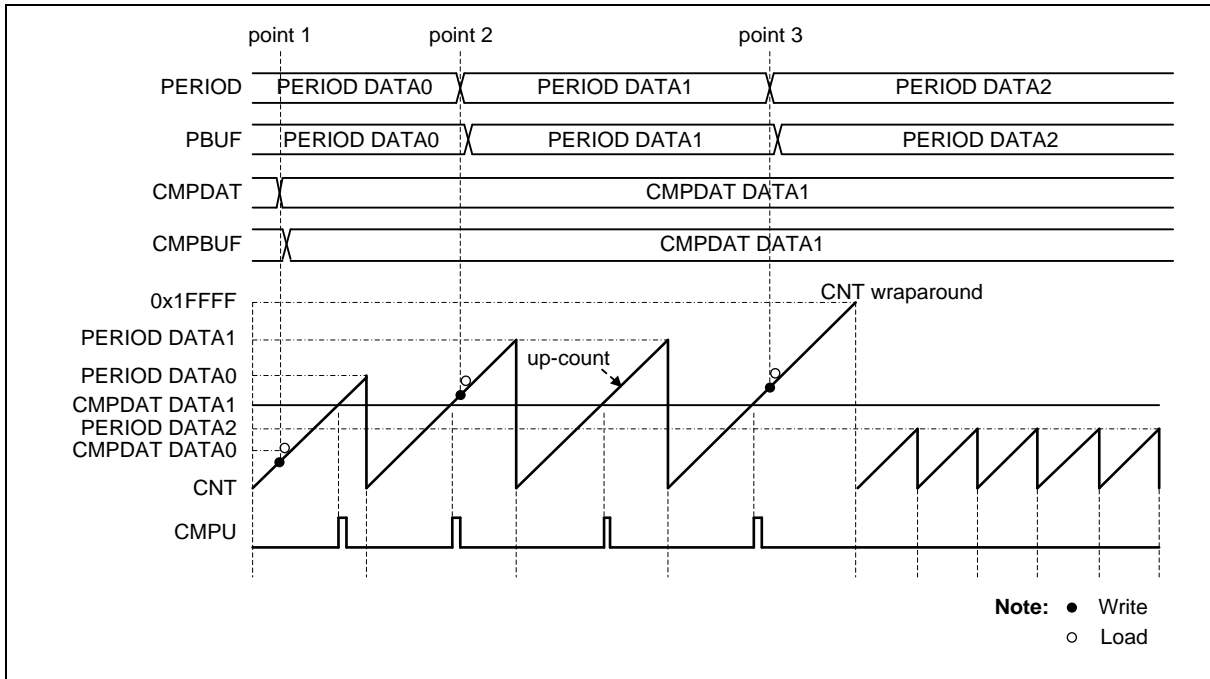 point 1 point 2 point 3
PERIOD PERIOD DATA0 PERIOD DATA1 PERIOD DATA2
PBUF PERIOD DATA0 PERIOD DATA1 PERIOD DATA2
CMPDAT CMPDAT DATA1
CMPBUF CMPDAT DATA1
0x1FFFF CNT wraparound
PERIOD DATA1
up-count
PERIOD DATA0
CMPDAT DATA1
PERIOD DATA2
CMPDAT DATA0
CNT
CMPU
Note: ● Write
○ Load